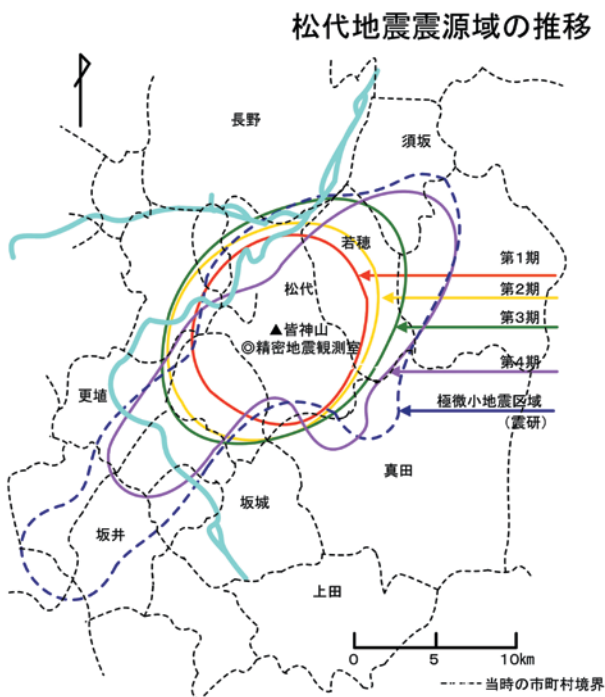 松代地震震源域の推移
長野
須坂
若穂
第1期
松代
第2期
第3期
▲皆神山
◎精密地震観測室
第4期
更埴
極微小地震区域
(震研)
真田
坂城
坂井
上田
0 5 10km
当時の市町村境界